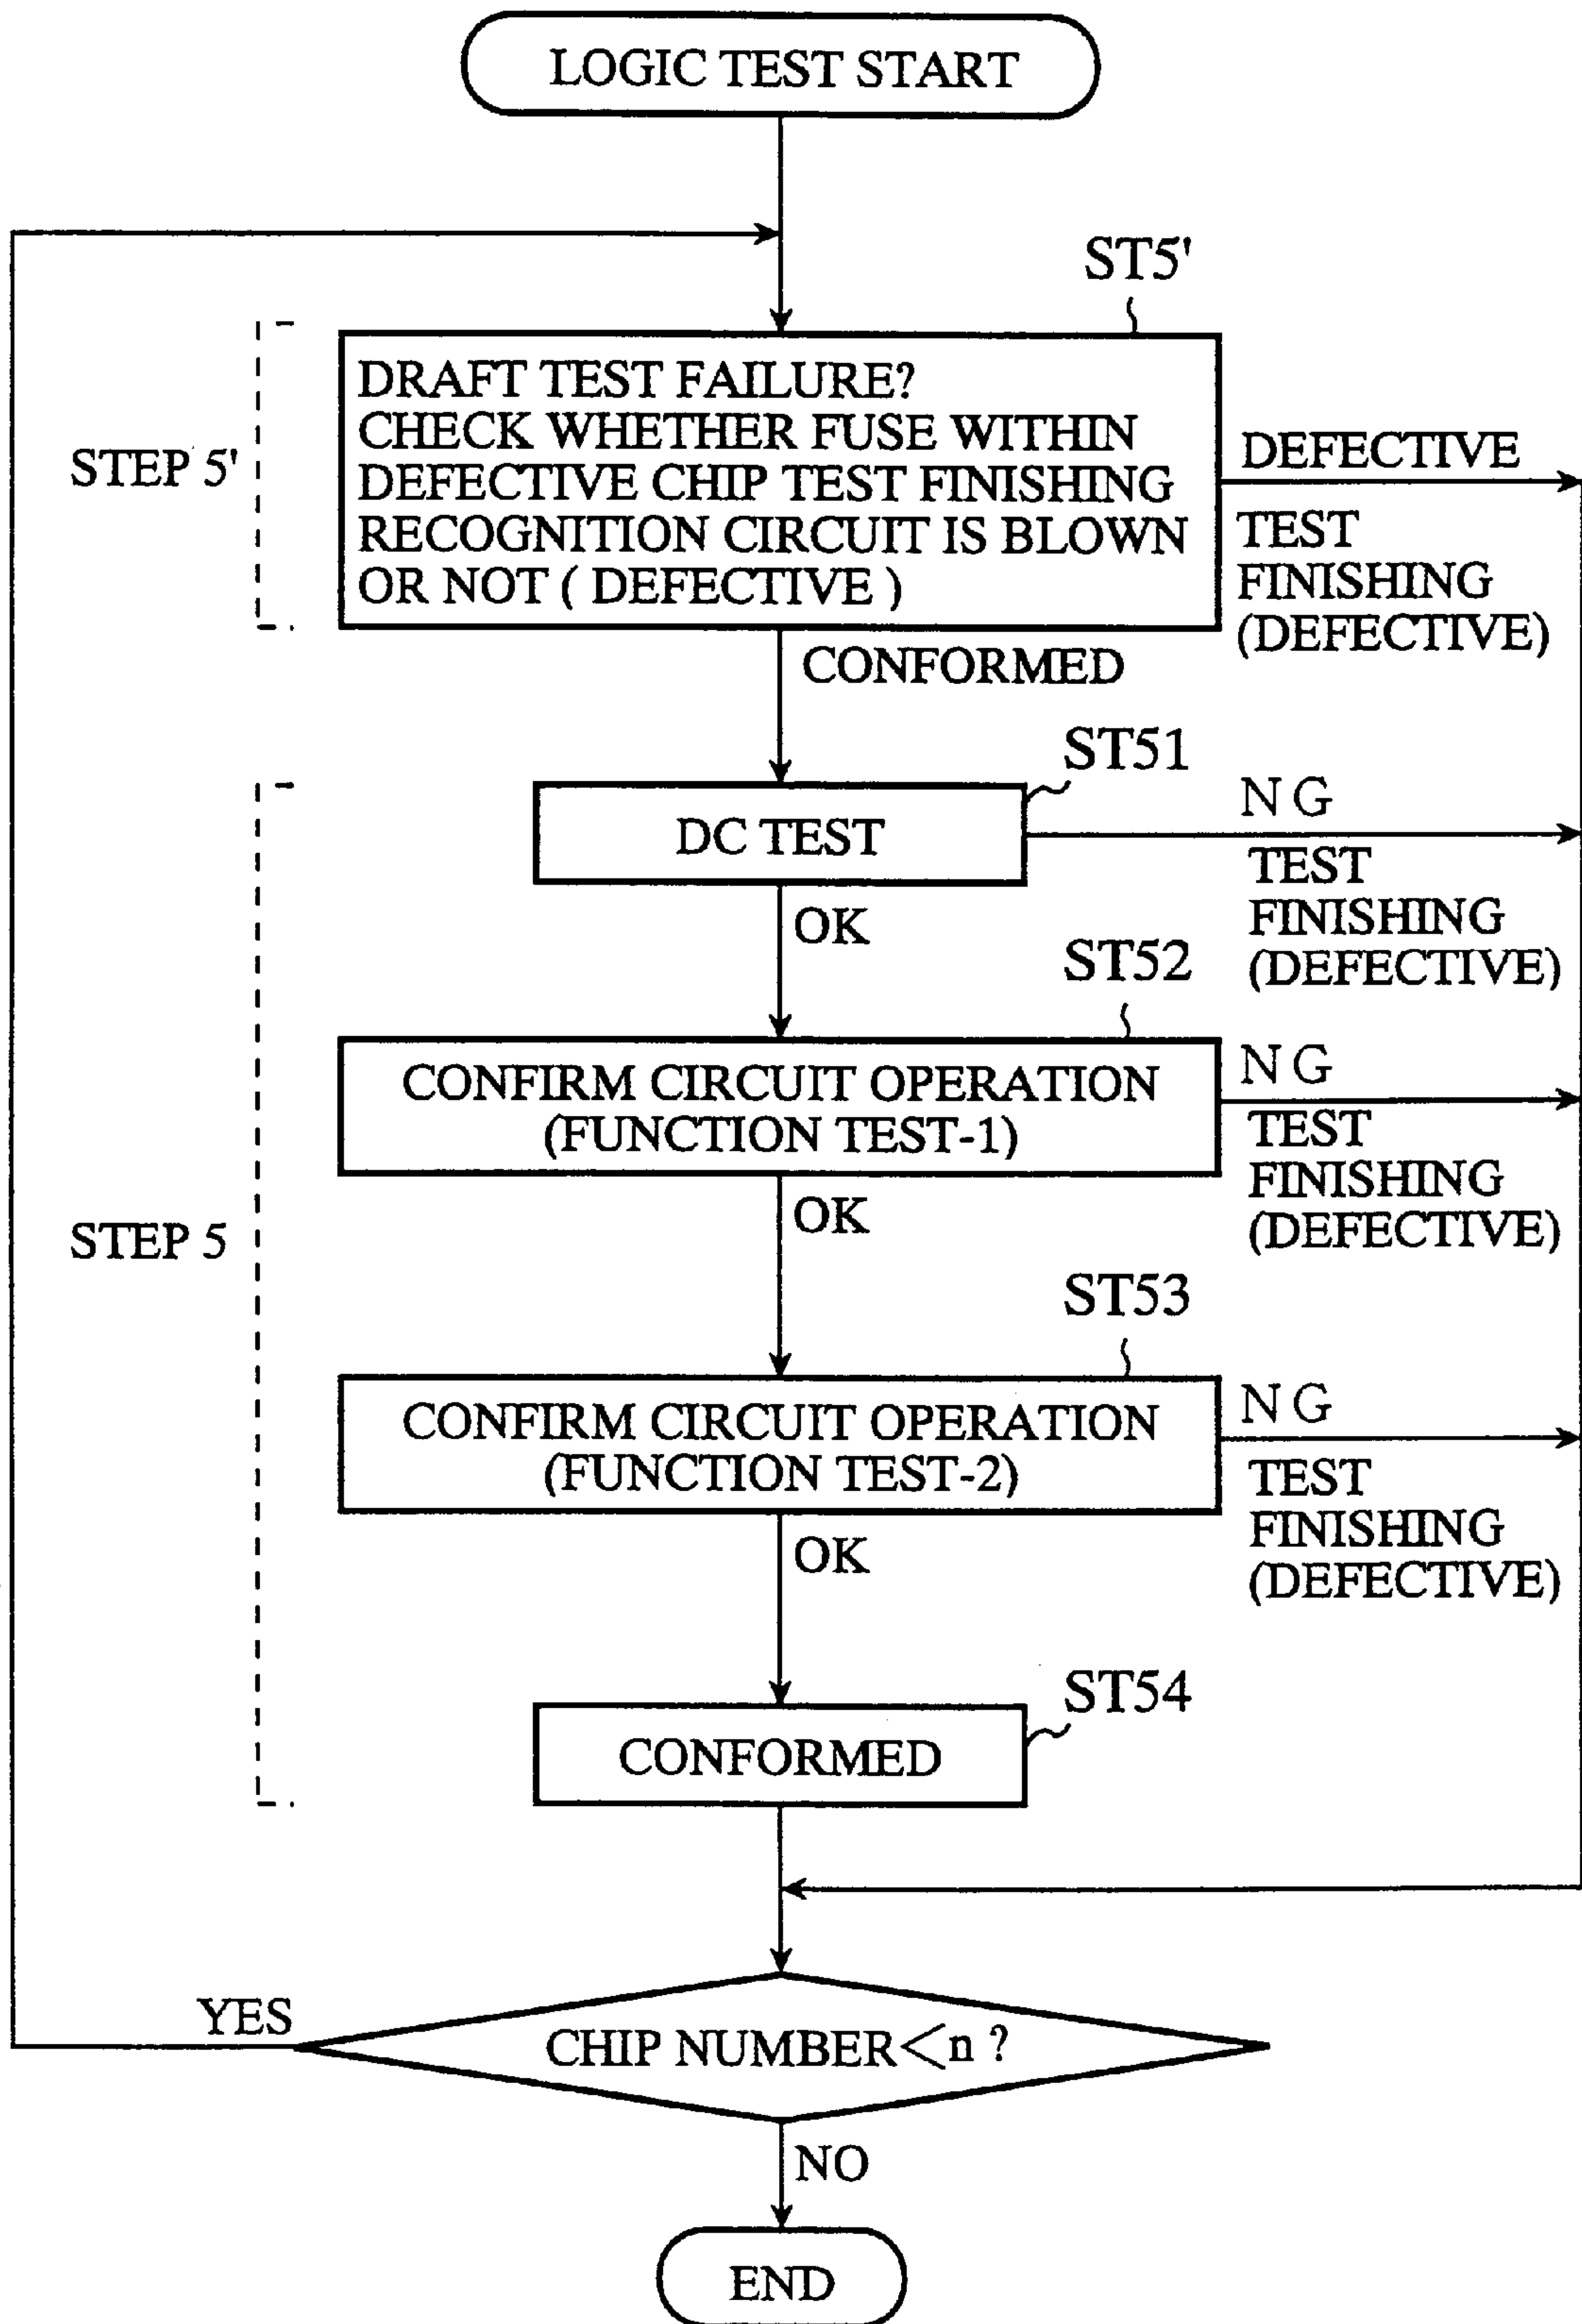 LOGIC TEST START
ST5'
STEP 5'
DRAFT TEST FAILURE?
CHECK WHETHER FUSE WITHIN
DEFECTIVE CHIP TEST FINISHING
RECOGNITION CIRCUIT IS BLOWN
OR NOT ( DEFECTIVE )
DEFECTIVE
TEST
FINISHING
(DEFECTIVE)
CONFORMED
ST51
DC TEST
N G
TEST
FINISHING
(DEFECTIVE)
OK
ST52
CONFIRM CIRCUIT OPERATION
(FUNCTION TEST-1)
N G
TEST
FINISHING
(DEFECTIVE)
OK
STEP 5
ST53
CONFIRM CIRCUIT OPERATION
(FUNCTION TEST-2)
N G
TEST
FINISHING
(DEFECTIVE)
OK
ST54
CONFORMED
YES
CHIP NUMBER<n ?
NO
END